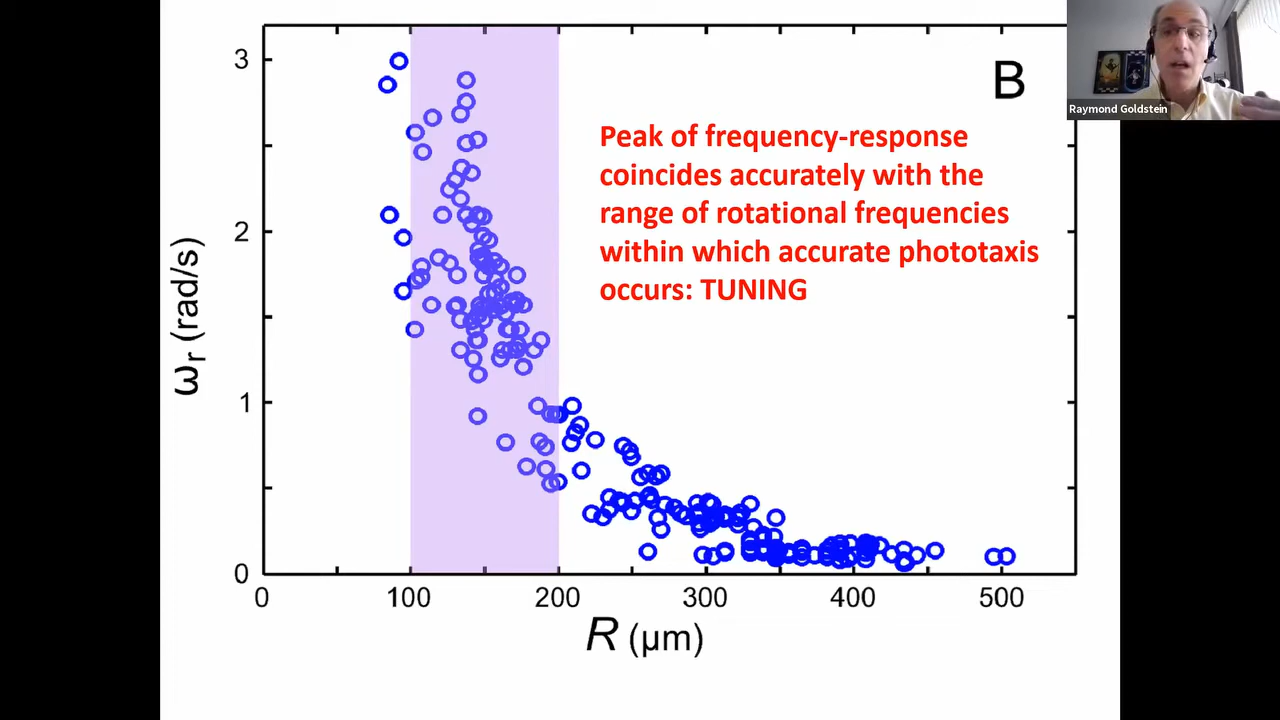 B
Raymond Goldstein
Peak of frequency-response
coincides accurately with the
range of rotational frequencies
within which accurate phototaxis
occurs: TUNING
3
2
1
0
ωr (rad/s)
0 100 200 300 400 500
R (μm)